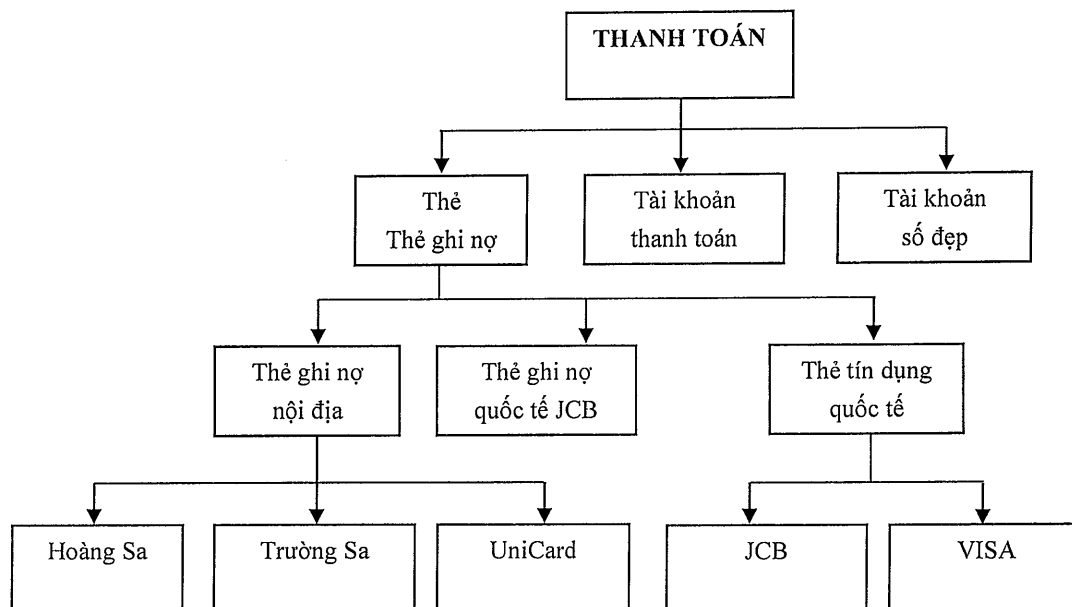 THANH TOÁN
Thẻ
Thẻ ghi nợ
Tài khoản
thanh toán
Tài khoản
số đẹp
Thẻ ghi nợ
nội địa
Thẻ ghi nợ
quốc tế JCB
Thẻ tín dụng
quốc tế
Hoàng Sa
Trường Sa
UniCard
JCB
VISA